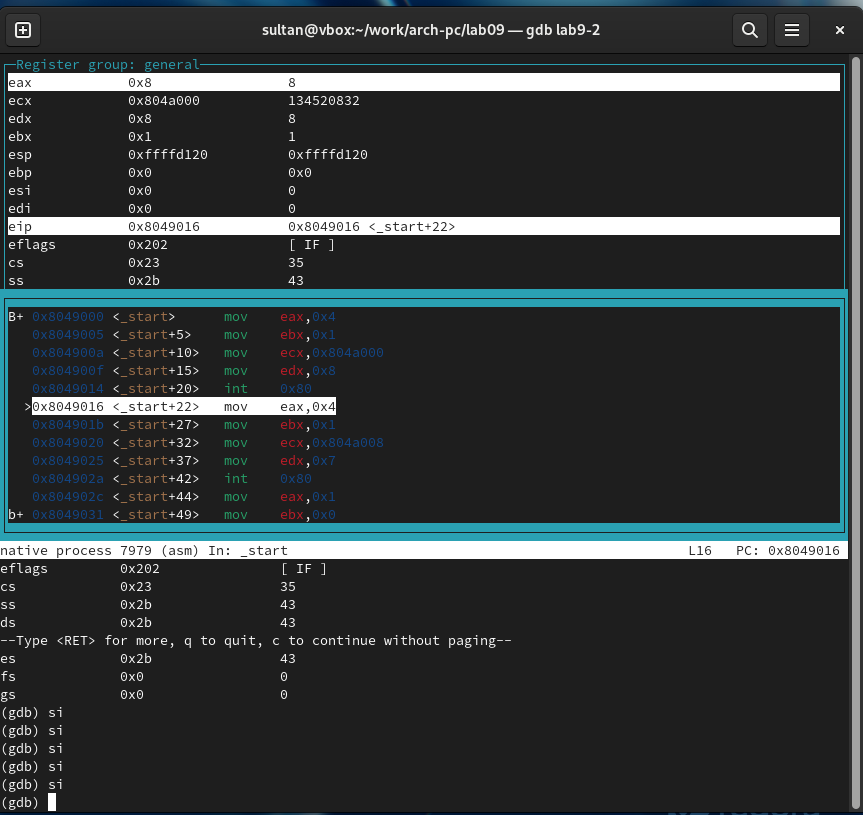 sultan@vbox:~/work/arch-pc/lab09 — gdb lab9-2
Register group: general
eax 0x8 8
ecx 0x804a000 134520832
edx 0x8 8
ebx 0x1 1
esp 0xffffd120 0xffffd120
ebp 0x0 0x0
esi 0x0 0
edi 0x0 0
eip 0x8049016 0x8049016 <_start+22>
eflags 0x202 [ IF ]
cs 0x23 35
ss 0x2b 43
B+ 0x8049000 <_start> mov eax,0x4
0x8049005 <_start+5> mov ebx,0x1
0x804900a <_start+10> mov ecx,0x804a000
0x804900f <_start+15> mov edx,0x8
0x8049014 <_start+20> int 0x80
>0x8049016 <_start+22> mov eax,0x4
0x804901b <_start+27> mov ebx,0x1
0x8049020 <_start+32> mov ecx,0x804a008
0x8049025 <_start+37> mov edx,0x7
0x804902a <_start+42> int 0x80
0x804902c <_start+44> mov eax,0x1
b+ 0x8049031 <_start+49> mov ebx,0x0
native process 7979 (asm) In: _start L16 PC: 0x8049016
eflags 0x202 [ IF ]
cs 0x23 35
ss 0x2b 43
ds 0x2b 43
--Type <RET> for more, q to quit, c to continue without paging--
es 0x2b 43
fs 0x0 0
gs 0x0 0
(gdb) si
(gdb) si
(gdb) si
(gdb) si
(gdb) si
(gdb)